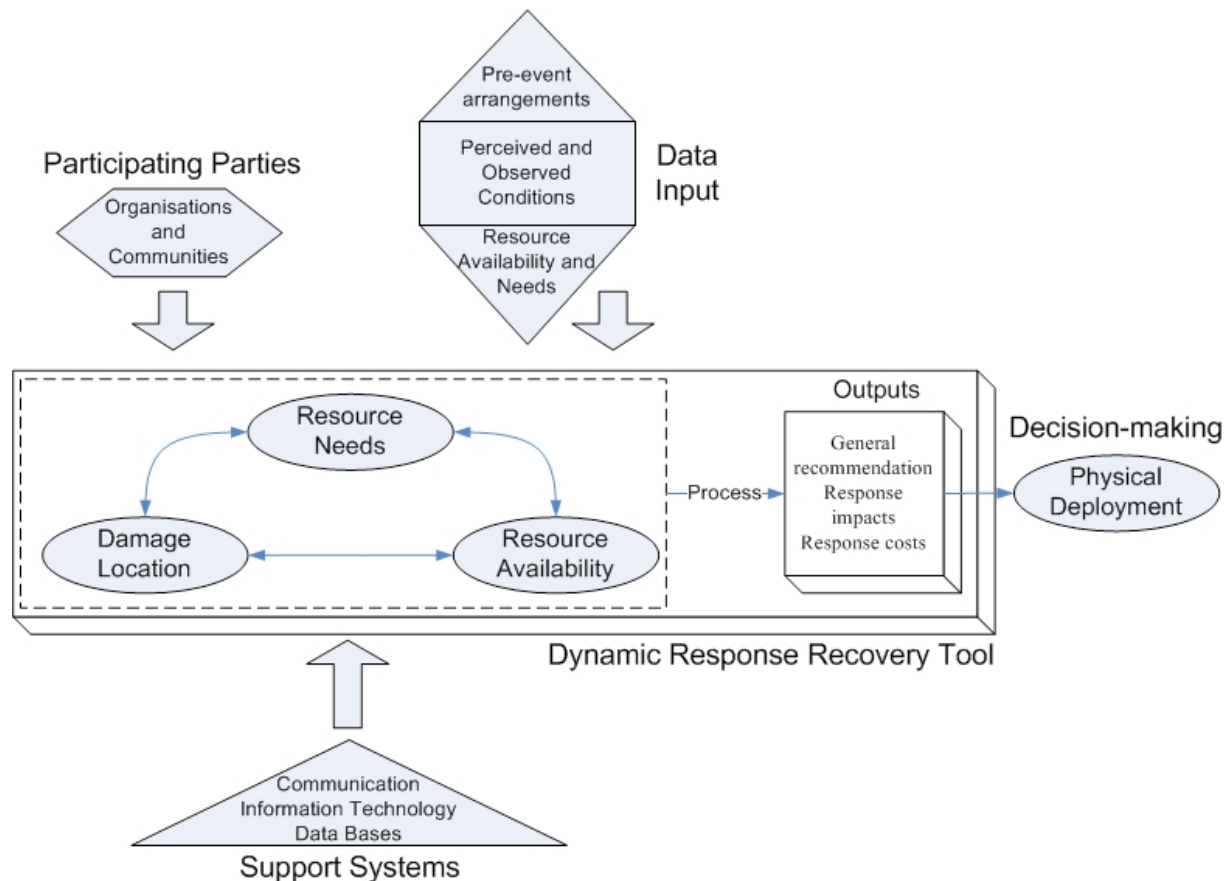 Pre-event
arrangements
Perceived and
Observed
Conditions
Resource
Availability and
Needs
Data
Input
Participating Parties
Organisations
and
Communities
Resource
Needs
Damage
Location
Resource
Availability
Process
Outputs
General
recommendation
Response
impacts
Response costs
Decision-making
Physical
Deployment
Dynamic Response Recovery Tool
Communication
Information Technology
Data Bases
Support Systems